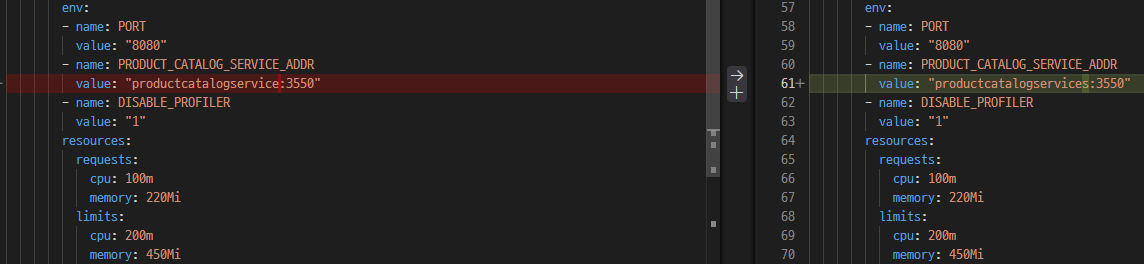 env:
- name: PORT
value: "8080"
- name: PRODUCT_CATALOG_SERVICE_ADDR
value: "productcatalogservice:3550"
- name: DISABLE_PROFILER
value: "1"
resources:
requests:
cpu: 100m
memory: 220Mi
limits:
cpu: 200m
memory: 450Mi
57 env:
58 - name: PORT
59 value: "8080"
60 - name: PRODUCT_CATALOG_SERVICE_ADDR
61+ value: "productcatalogservices:3550"
62 - name: DISABLE_PROFILER
63 value: "1"
64 resources:
65 requests:
66 cpu: 100m
67 memory: 220Mi
68 limits:
69 cpu: 200m
70 memory: 450Mi